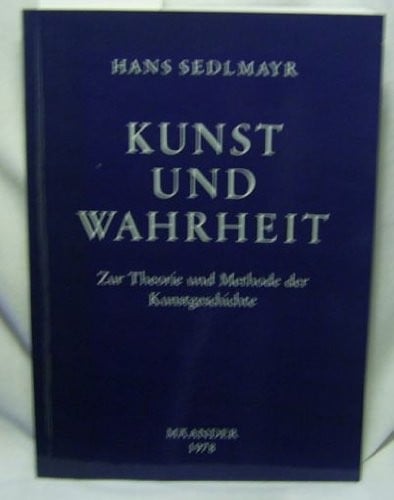 HANS SEDLMAYR
KUNST
UND
WAHRHEIT
Zur Theorie und Methode der
Kunstgeschichte
MÄANDER
1978